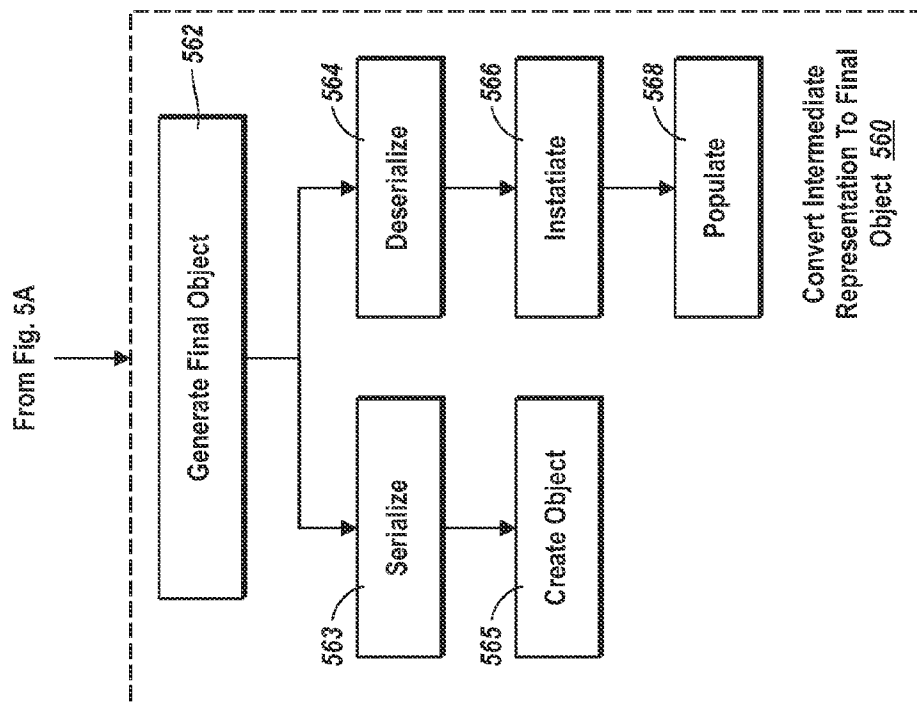 From Fig. 5A
562
Generate Final Object
563
Serialize
564
Deserialize
565
Create Object
566
Instatiate
568
Populate
Convert Intermediate
Representation To Final
Object 560